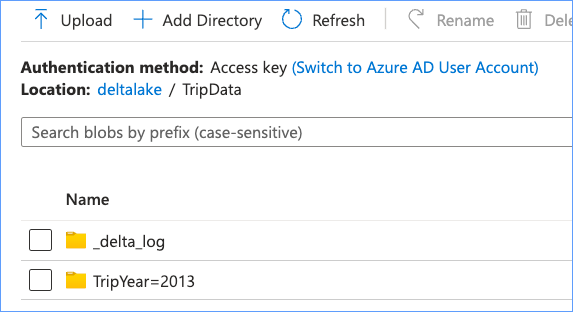 Upload Add Directory Refresh Rename
Authentication method: Access key (Switch to Azure AD User Account)
Location: deltalake / TripData
Search blobs by prefix (case-sensitive)
Name
_delta_log
TripYear=2013